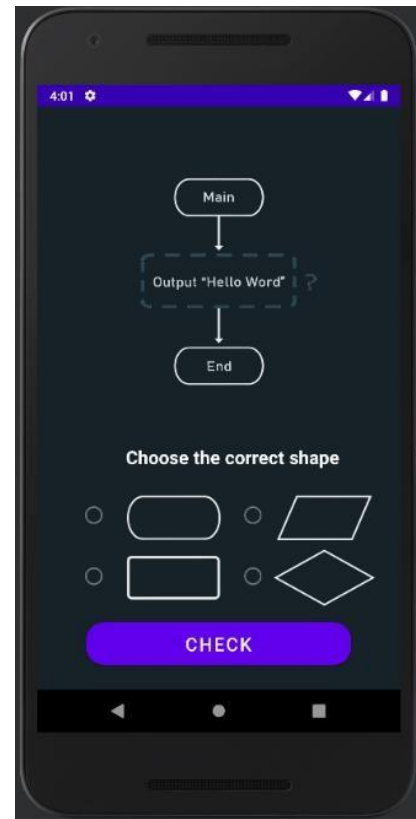 4:01
Main
Output "Hello Word" ?
End
Choose the correct shape
CHECK